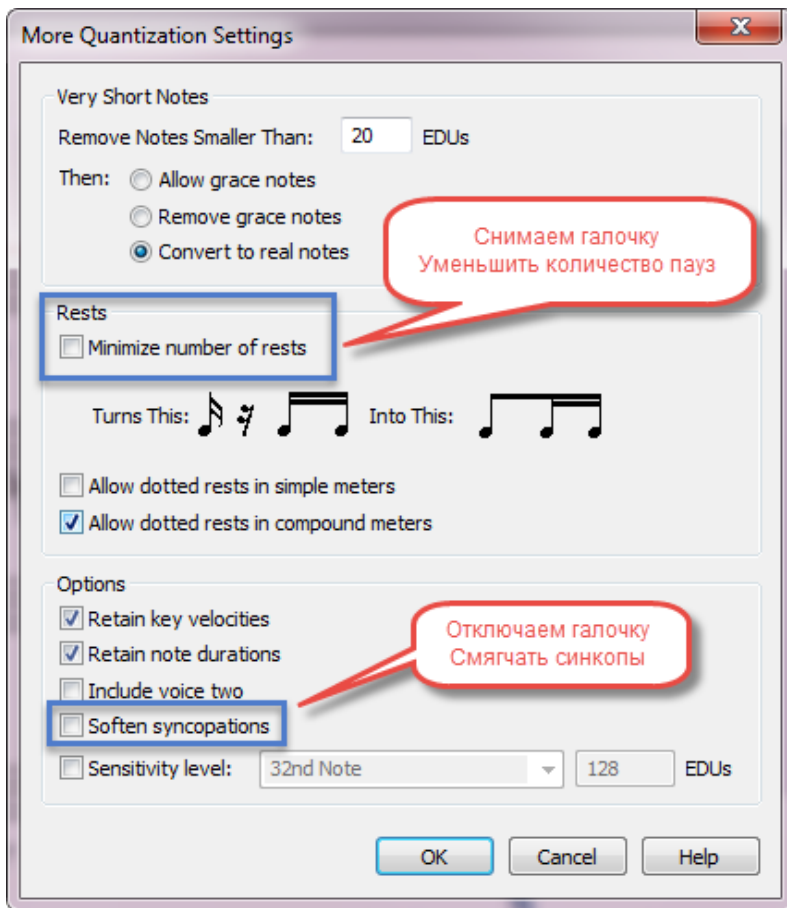 More Quantization Settings
X
Very Short Notes
Remove Notes Smaller Than: 20 EDUs
Then: Allow grace notes
Remove grace notes
Convert to real notes
Снимаем галочку
Уменьшить количество пауз
Rests
Minimize number of rests
Turns This: Into This:
Allow dotted rests in simple meters
Allow dotted rests in compound meters
Options
Retain key velocities
Retain note durations
Отключаем галочку
Смягчать синкопы
Include voice two
Soften syncopations
Sensitivity level: 32nd Note 128 EDUs
OK Cancel Help